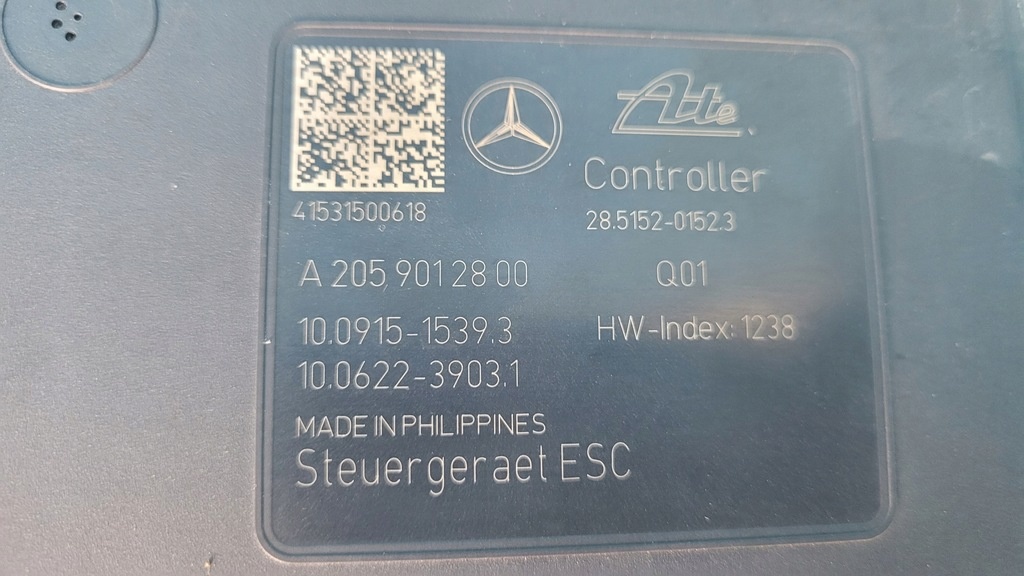 Ate
Controller
41531500618
28.5152-0152.3
A 205 901 28 00 Q01
10.0915-1539.3 HW-Index: 1238
10.0622-3903.1
MADE IN PHILIPPINES
Steuergeraet ESC